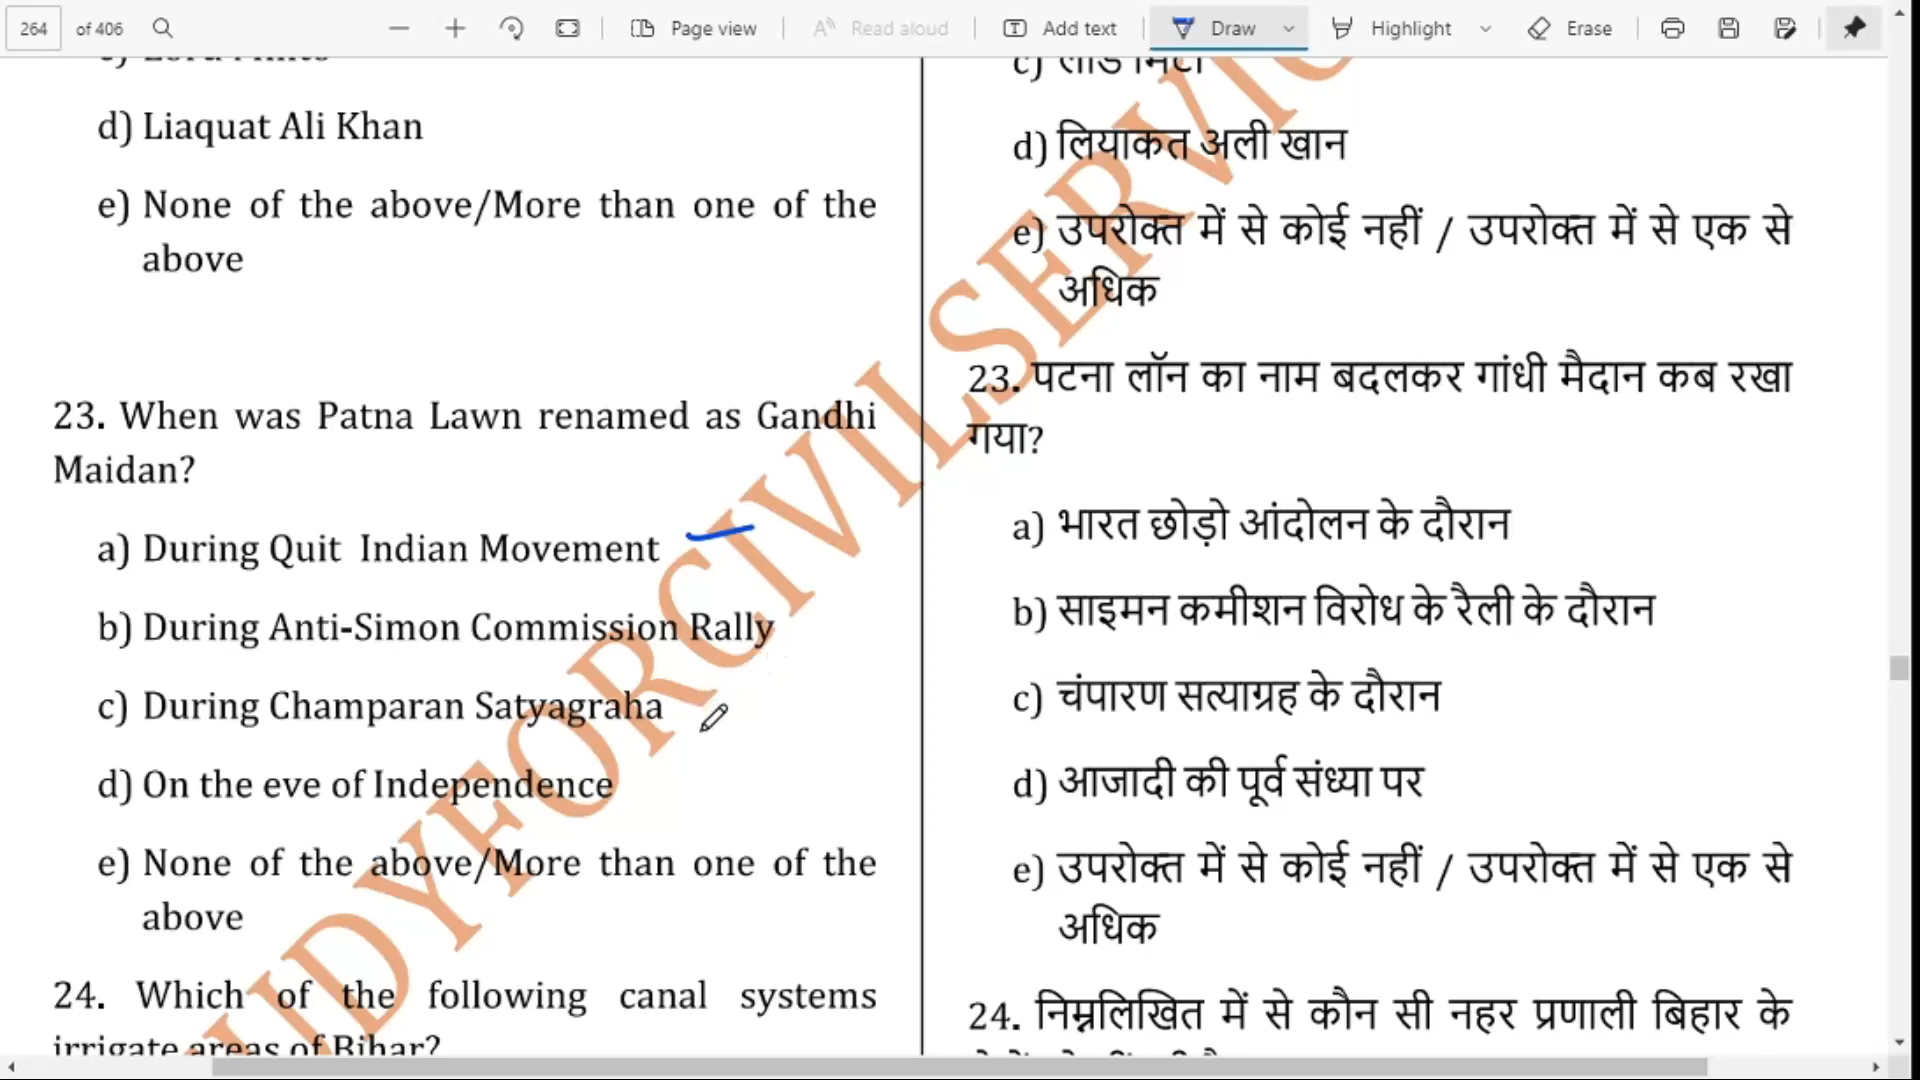 264 of 406 Page view Read aloud Add text Draw Highlight Erase
d) Liaquat Ali Khan
e) None of the above/More than one of the
above
23. When was Patna Lawn renamed as Gandhi
Maidan?
a) During Quit Indian Movement
b) During Anti-Simon Commission Rally
c) During Champaran Satyagraha
d) On the eve of Independence
e) None of the above/More than one of the
above
24. Which of the following canal systems
irrigate areas of Bihar?
c) लॉर्ड मिंटो
d) लियाकत अली खान
e) उपरोक्त में से कोई नहीं / उपरोक्त में से एक से
अधिक
23. पटना लॉन का नाम बदलकर गांधी मैदान कब रखा
गया?
a) भारत छोड़ो आंदोलन के दौरान
b) साइमन कमीशन विरोध के रैली के दौरान
c) चंपारण सत्याग्रह के दौरान
d) आजादी की पूर्व संध्या पर
e) उपरोक्त में से कोई नहीं / उपरोक्त में से एक से
अधिक
24. निम्नलिखित में से कौन सी नहर प्रणाली बिहार के
UDYFORCIVILSERVIC